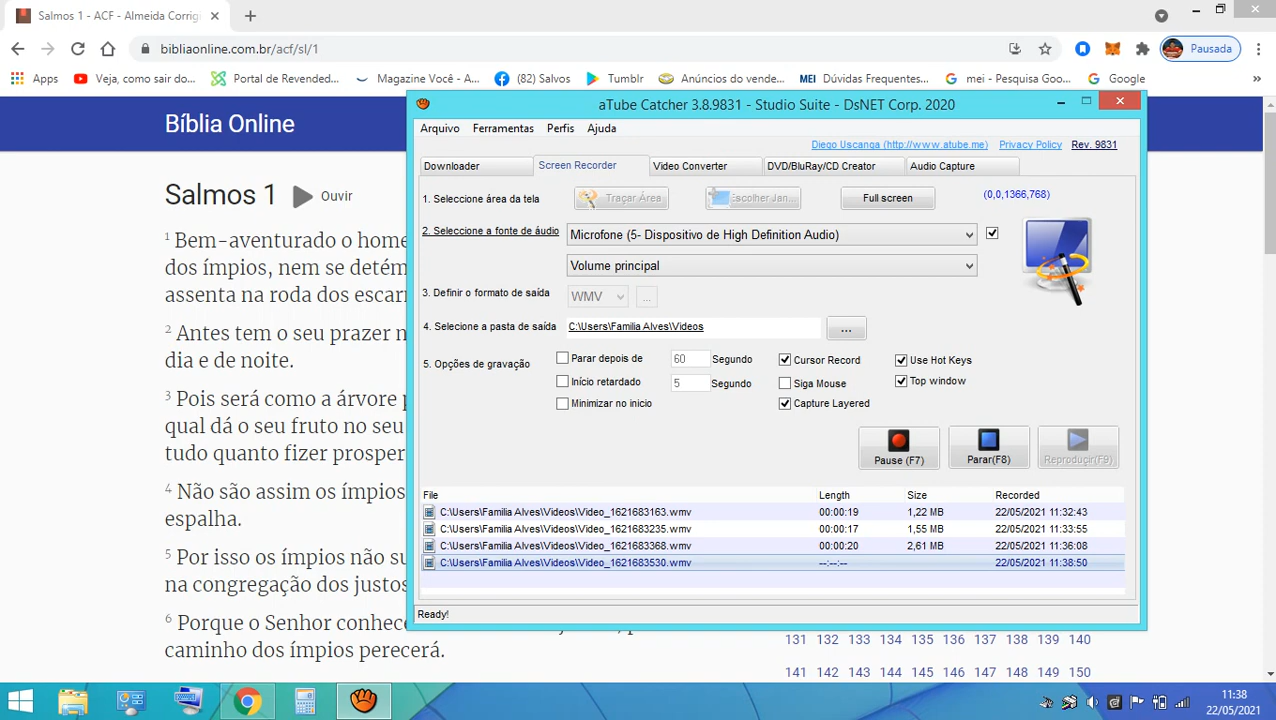 Salmos 1 - ACF - Almeida Corrig
bibliaonline.com.br/acf/sl/1
Pausada
Apps
Veja, como sair do...
Portal de Revended...
Magazine Você - A...
(82) Salvos
Tumblr
Anúncios do vende...
MEI Dúvidas Frequentes...
mei - Pesquisa Goo...
Google
»
Bíblia Online
Salmos 1
Ouvir
1 Bem-aventurado o home
dos ímpios, nem se detém
assenta na roda dos escarn
2 Antes tem o seu prazer n
dia e de noite.
3 Pois será como a árvore p
qual dá o seu fruto no seu
tudo quanto fizer prosper
4 Não são assim os ímpios
espalha.
5 Por isso os ímpios não su
na congregação dos justos
6 Porque o Senhor conhece
caminho dos ímpios perecerá.
aTube Catcher 3.8.9831 - Studio Suite - DsNET Corp. 2020
Arquivo Ferramentas Perfis Ajuda
Diego Uscanga (http://www.atube.me) Privacy Policy Rev. 9831
Downloader Screen Recorder Video Converter DVD/BluRay/CD Creator Audio Capture
1. Seleccione área da tela Traçar Área Escolher Jan... Full screen (0,0,1366,768)
2. Seleccione a fonte de áudio Microfone (5- Dispositivo de High Definition Audio)
Volume principal
3. Definir o formato de saída WMV ...
4. Selecione a pasta de saída C:\Users\Familia Alves\Videos ...
5. Opções de gravação Parar depois de 60 Segundo Cursor Record Use Hot Keys
Início retardado 5 Segundo Siga Mouse Top window
Minimizar no inicio Capture Layered
Pause (F7) Parar(F8) Reproducir(F9)
File Length Size Recorded
C:\Users\Familia Alves\Videos\Video_1621683163.wmv 00:00:19 1,22 MB 22/05/2021 11:32:43
C:\Users\Familia Alves\Videos\Video_1621683235.wmv 00:00:17 1,55 MB 22/05/2021 11:33:55
C:\Users\Familia Alves\Videos\Video_1621683368.wmv 00:00:20 2,61 MB 22/05/2021 11:36:08
C:\Users\Familia Alves\Videos\Video_1621683530.wmv --:--:-- 22/05/2021 11:38:50
Ready!
131 132 133 134 135 136 137 138 139 140
141 142 143 144 145 146 147 148 149 150
11:38
22/05/2021